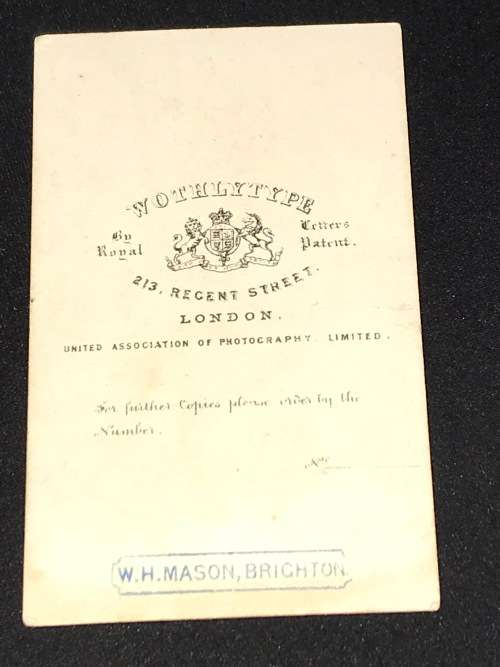 WOTHLYTYPE
By Royal
Letters Patent.
213, REGENT STREET.
LONDON.
UNITED ASSOCIATION OF PHOTOGRAPHY. LIMITED.
For further Copies please order by the
Number.
No.
W.H.MASON, BRIGHTON.